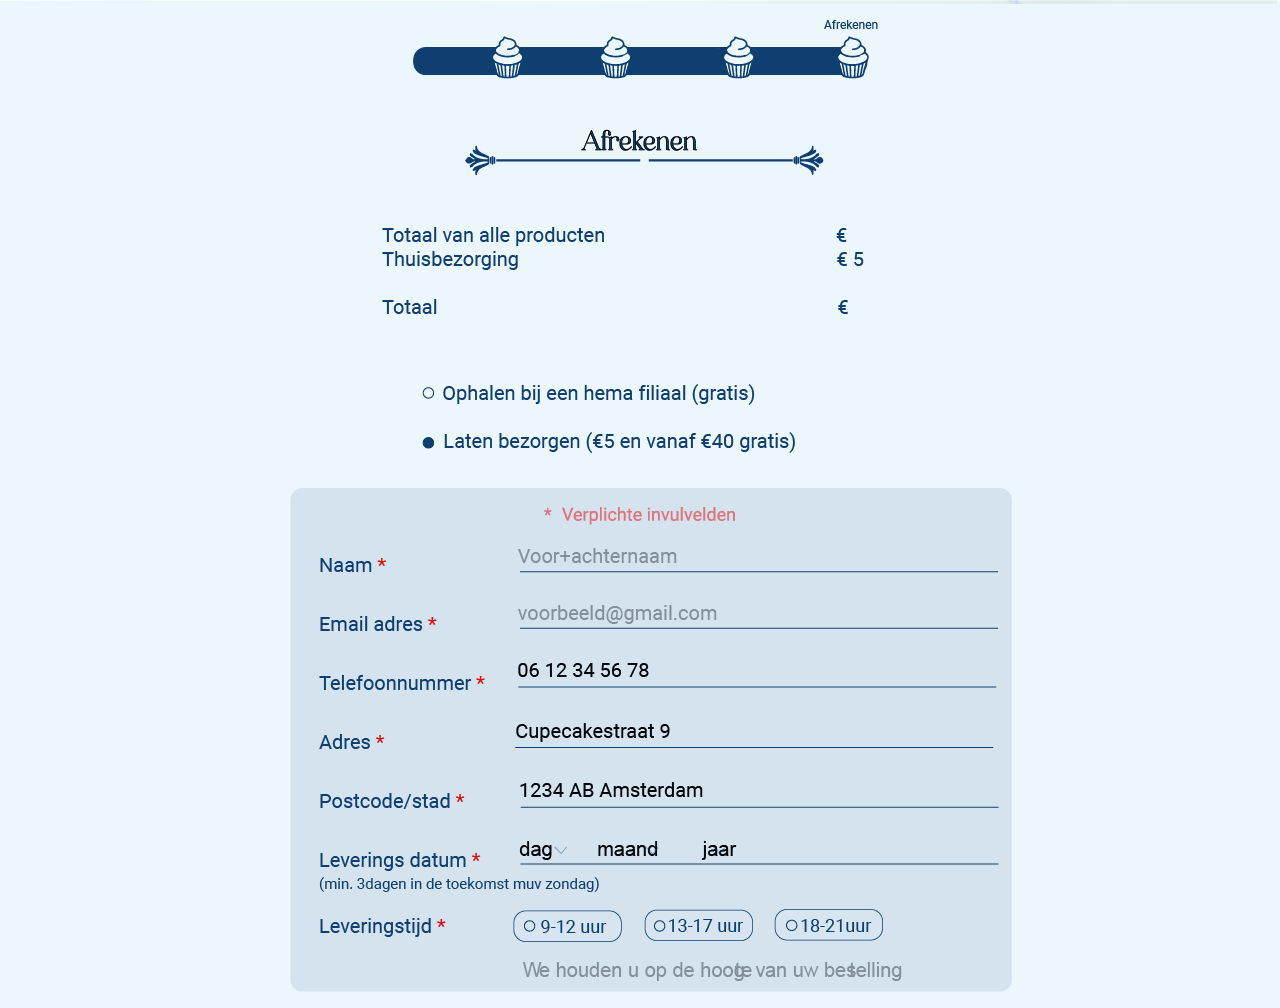 Afrekenen
Afrekenen
Totaal van alle producten €
Thuisbezorging € 5
Totaal €
Ophalen bij een hema filiaal (gratis)
Laten bezorgen (€5 en vanaf €40 gratis)
* Verplichte invulvelden
Naam * Voor+achternaam
Email adres * voorbeeld@gmail.com
Telefoonnummer * 06 12 34 56 78
Adres * Cupecakestraat 9
Postcode/stad * 1234 AB Amsterdam
Leverings datum * dag maand jaar
(min. 3dagen in de toekomst muv zondag)
Leveringstijd * 9-12 uur 13-17 uur 18-21uur
We houden u op de hoogte van uw bestelling